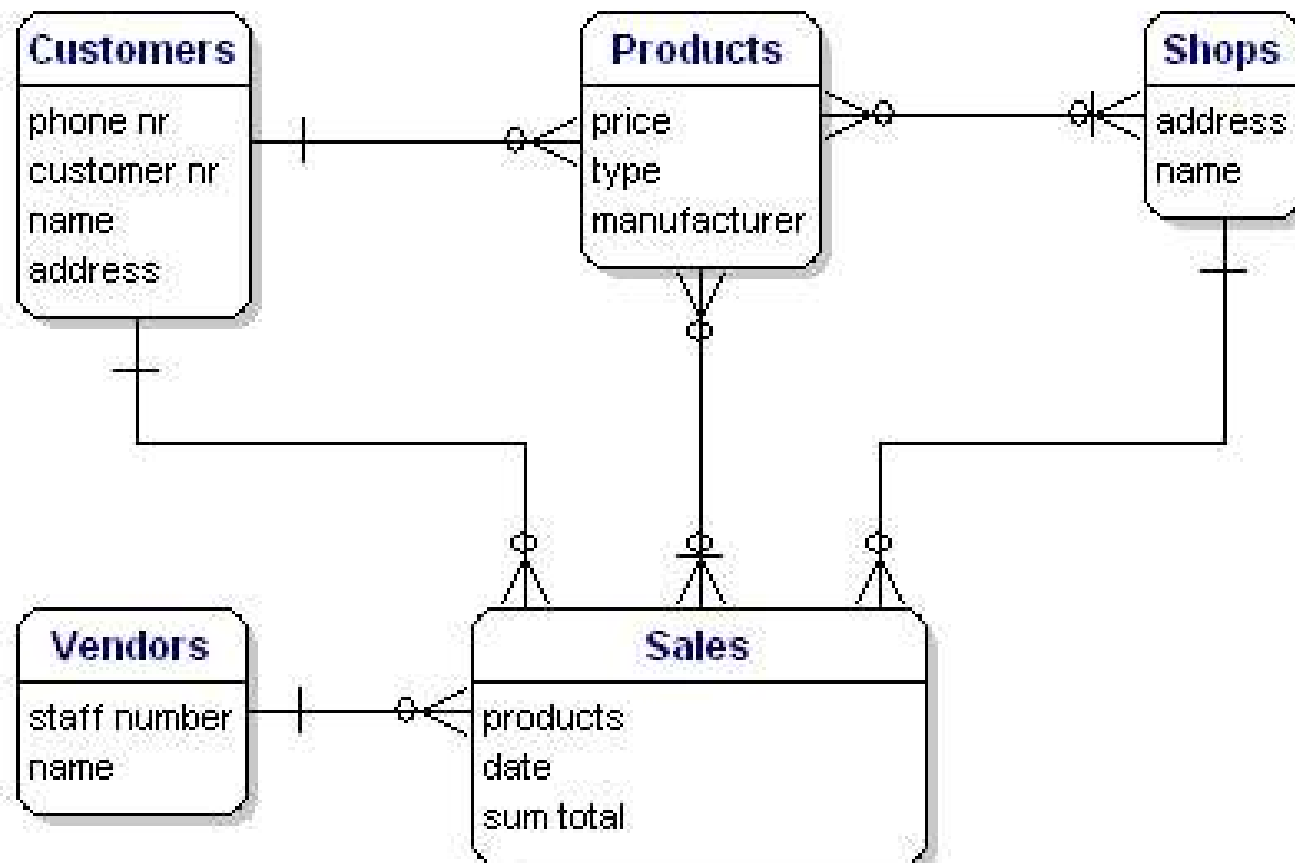 Customers
phone nr
customer nr
name
address
Products
price
type
manufacturer
Shops
address
name
Vendors
staff number
name
Sales
products
date
sum total